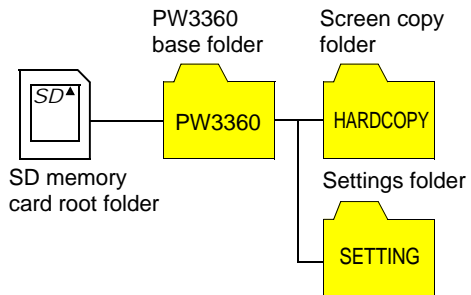 PW3360
base folder
Screen copy
folder
SD
PW3360
HARDCOPY
SD memory
card root folder
Settings folder
SETTING